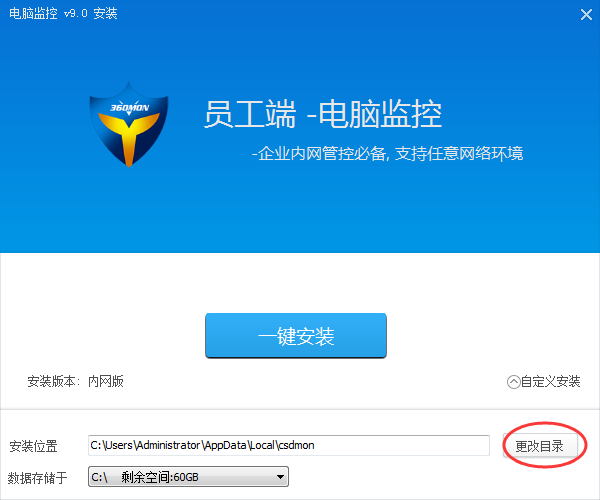 电脑监控 v9.0 安装
360MON
员工端 -电脑监控
-企业内网管控必备, 支持任意网络环境
一键安装
安装版本: 内网版
自定义安装
安装位置 C:\Users\Administrator\AppData\Local\csdmon 更改目录
数据存储于 C:\ 剩余空间:60GB